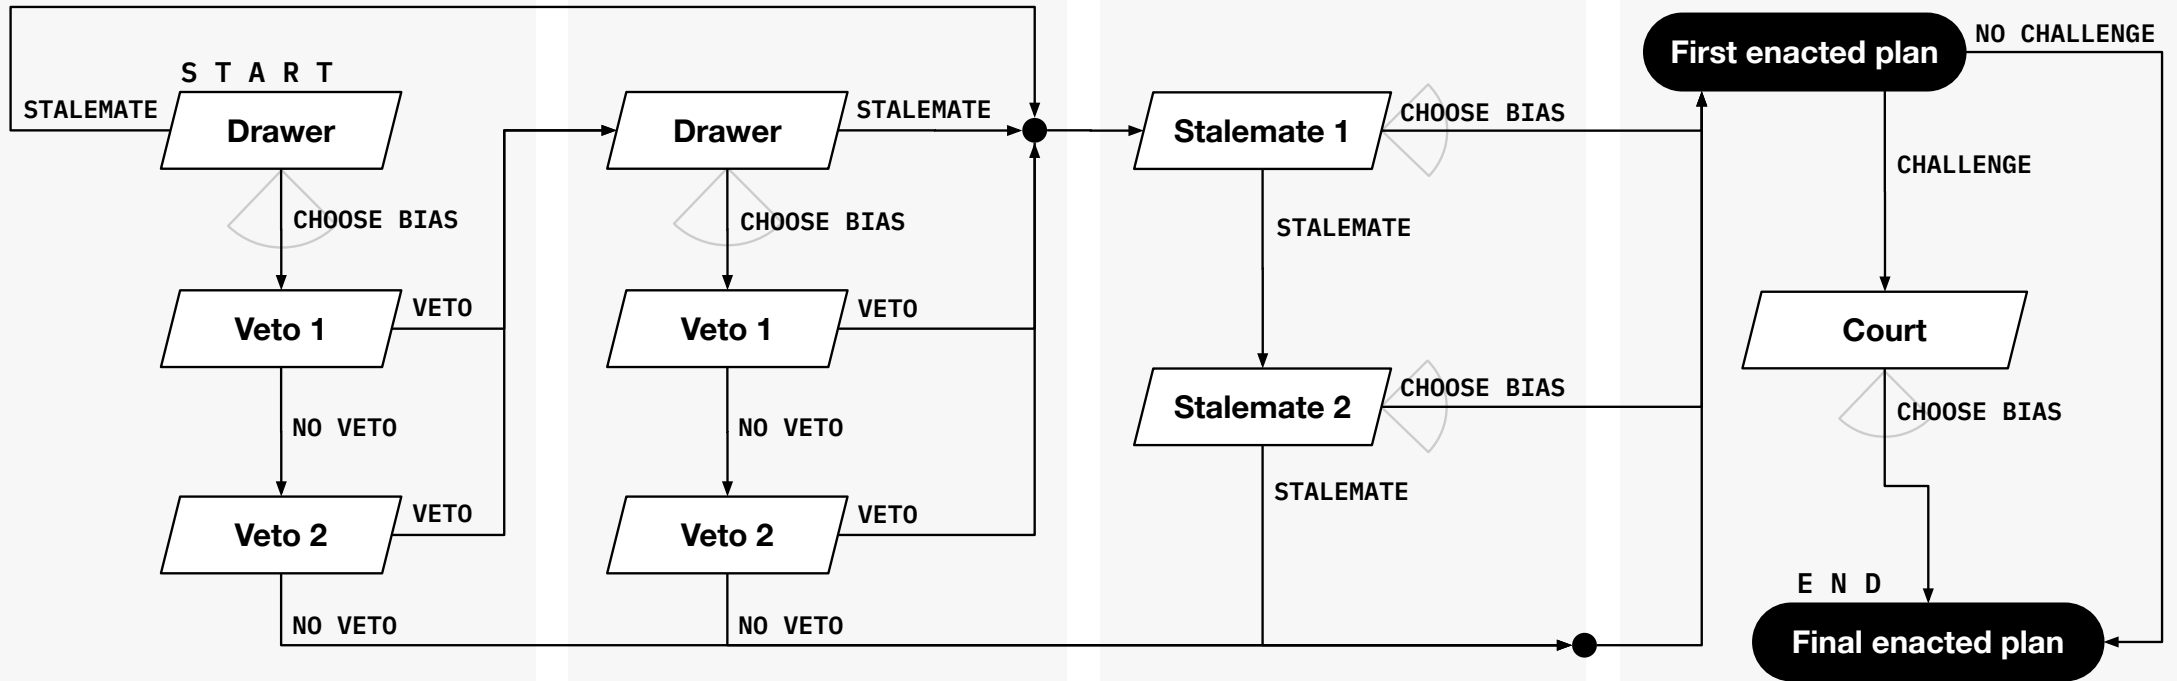 S T A R T
STALEMATE
Drawer
CHOOSE BIAS
Veto 1
VETO
NO VETO
Veto 2
VETO
NO VETO
Drawer
STALEMATE
CHOOSE BIAS
Veto 1
VETO
NO VETO
Veto 2
VETO
NO VETO
Stalemate 1
CHOOSE BIAS
STALEMATE
Stalemate 2
CHOOSE BIAS
STALEMATE
First enacted plan
NO CHALLENGE
CHALLENGE
Court
CHOOSE BIAS
E N D
Final enacted plan